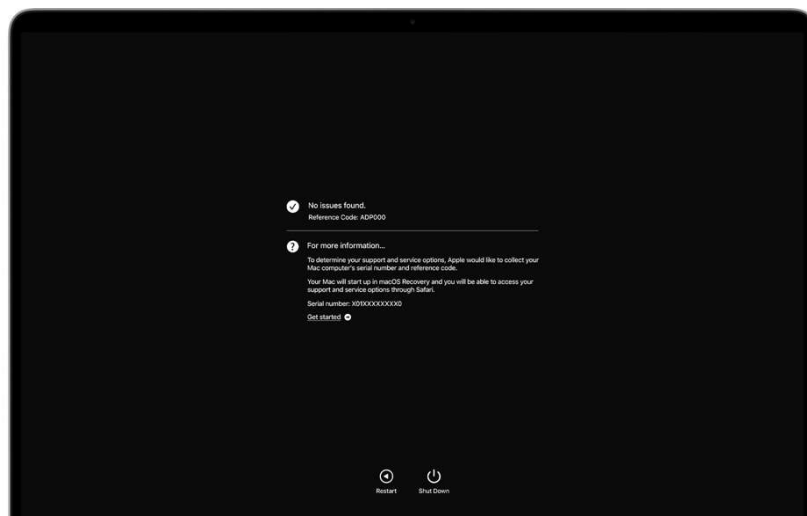 No issues found.
Reference Code: ADP000
For more information...
To determine your support and service options, Apple would like to collect your
Mac computer's serial number and reference code.
Your Mac will start up in macOS Recovery and you will be able to access your
support and service options through Safari.
Serial number: X01XXXXXXXX0
Get started
Restart
Shut Down